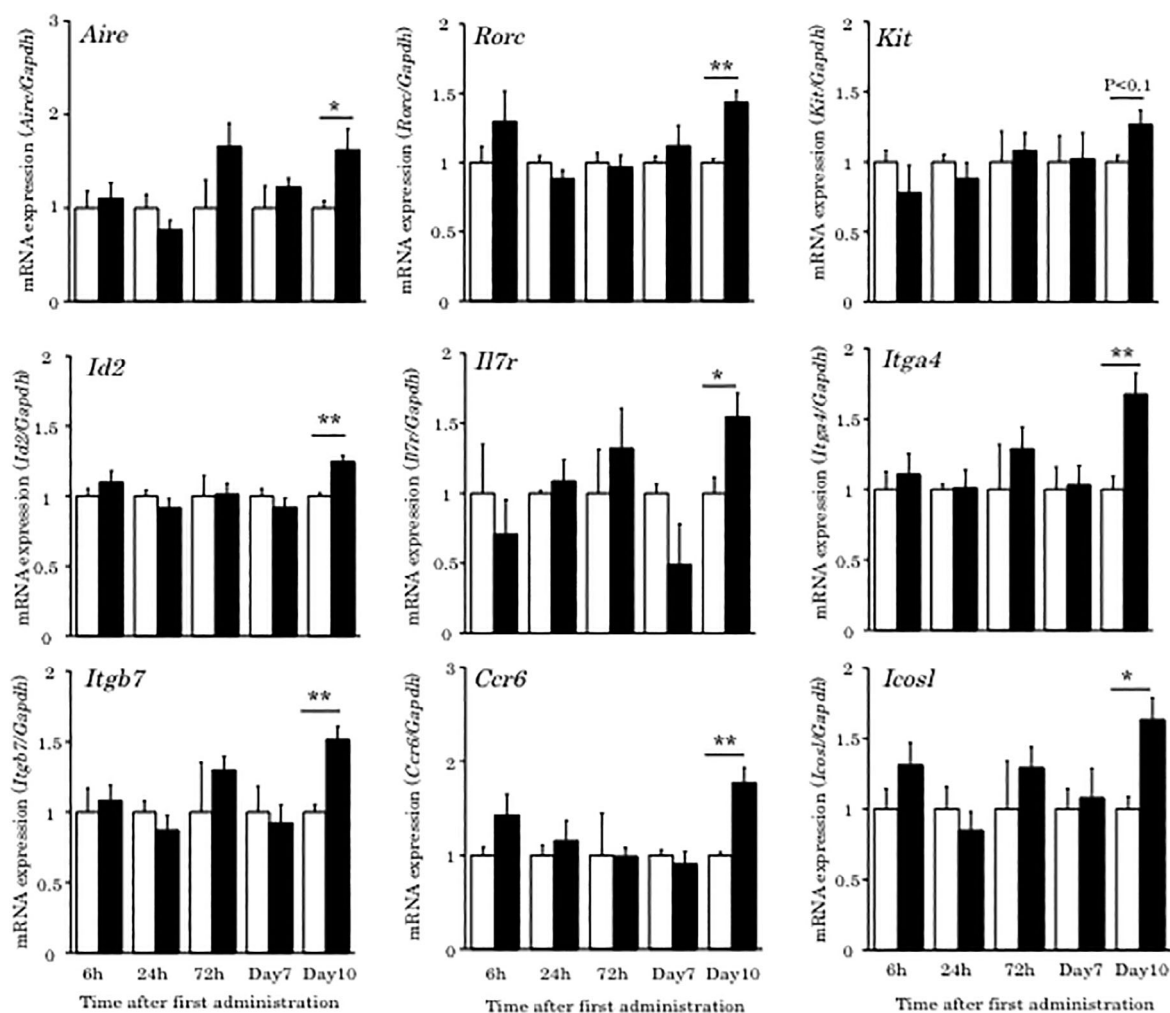 Aire
mRNA expression (Aire/Gapdh)
3
2
1
0
*
Rorc
mRNA expression (Rorc/Gapdh)
2
1.5
1
0.5
0
**
Kit
mRNA expression (Kit/Gapdh)
2
1.5
1
0.5
0
P<0.1
Id2
mRNA expression (Id2/Gapdh)
2
1.5
1
0.5
0
**
Il7r
mRNA expression (Il7r/Gapdh)
2
1.5
1
0.5
0
*
Itga4
mRNA expression (Itga4/Gapdh)
2
1.5
1
0.5
0
**
Itgb7
mRNA expression (Itgb7/Gapdh)
2
1.5
1
0.5
0
**
6h 24h 72h Day7 Day10
Time after first administration
Ccr6
mRNA expression (Ccr6/Gapdh)
3
2
1
0
**
6h 24h 72h Day7 Day10
Time after first administration
Icosl
mRNA expression (Icosl/Gapdh)
2
1.5
1
0.5
0
*
6h 24h 72h Day7 Day10
Time after first administration